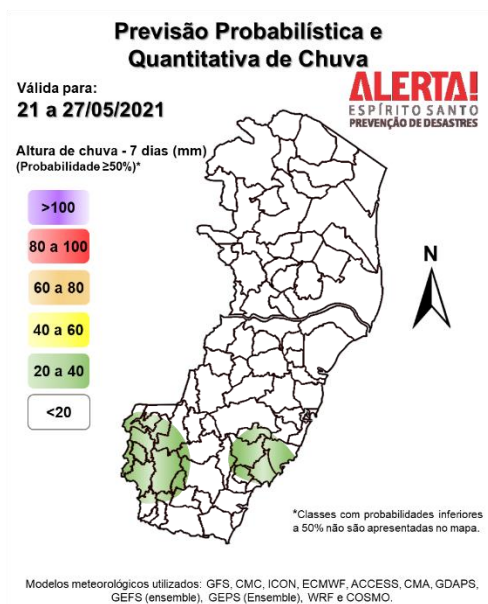 Previsão Probabilística e
Quantitativa de Chuva
Válida para:
21 a 27/05/2021
ALERTA!
ESPÍRITO SANTO
PREVENÇÃO DE DESASTRES
Altura de chuva - 7 dias (mm)
(Probabilidade ≥50%)*
>100
80 a 100
60 a 80
40 a 60
20 a 40
<20
N
*Classes com probabilidades inferiores
a 50% não são apresentadas no mapa.
Modelos meteorológicos utilizados: GFS, CMC, ICON, ECMWF, ACCESS, CMA, GDAPS,
GEFS (ensemble), GEPS (Ensemble), WRF e COSMO.